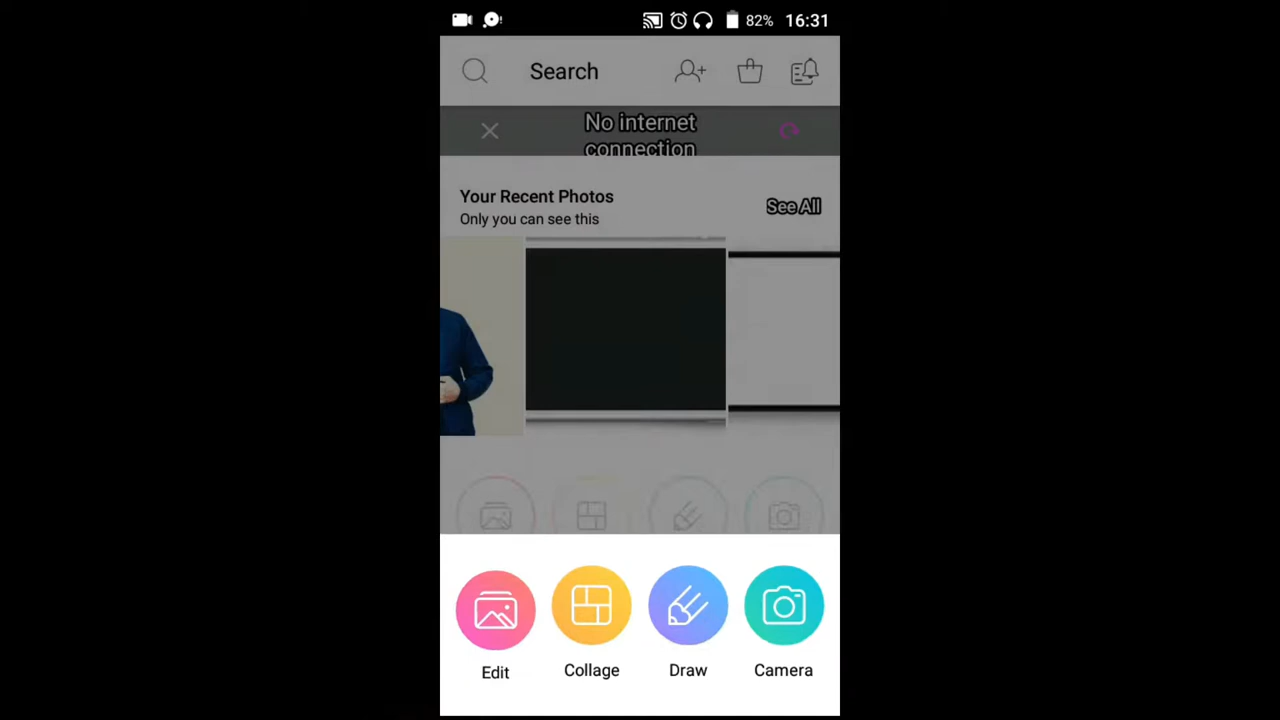 82% 16:31
Search
No internet
connection
Your Recent Photos
Only you can see this
See All
Edit Collage Draw Camera